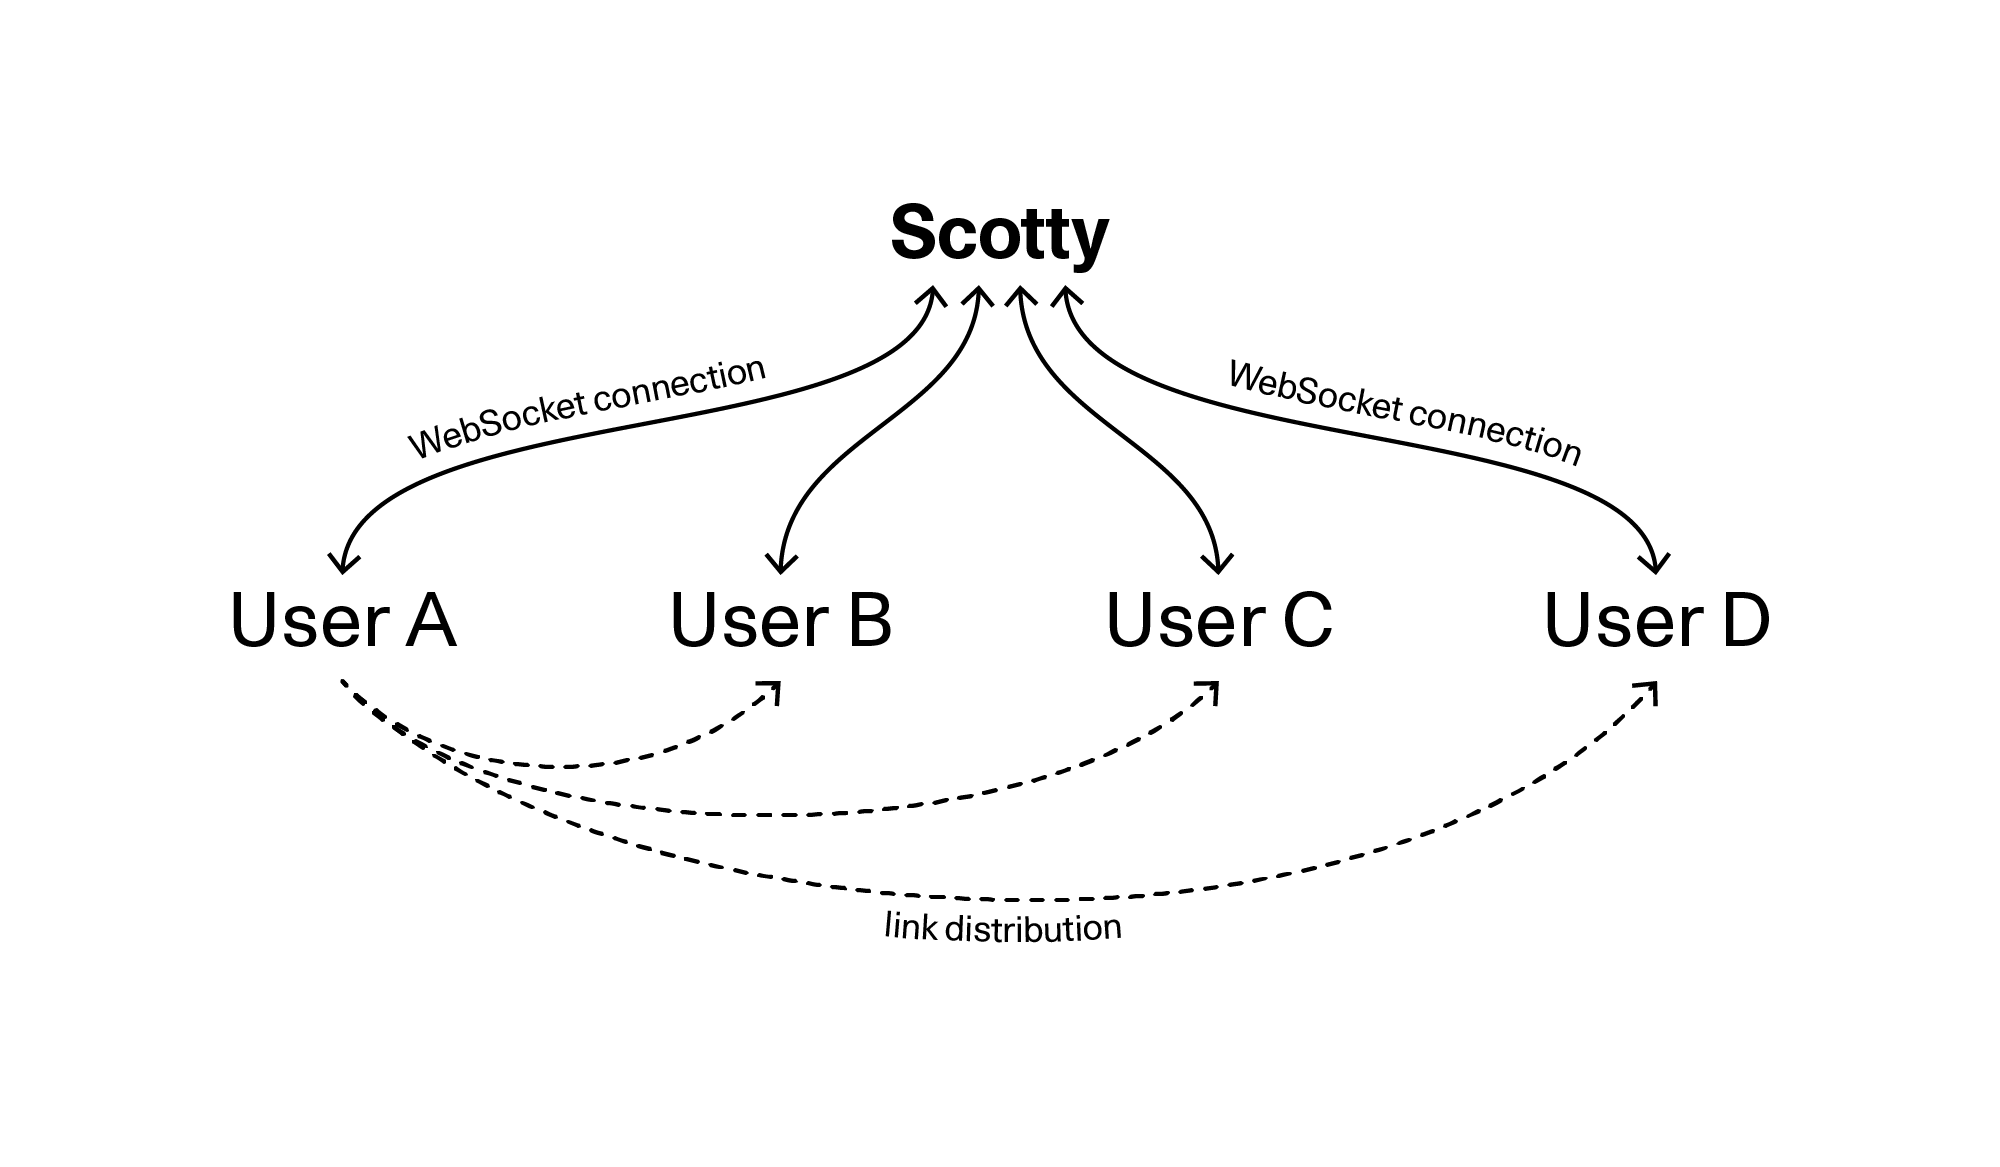 Scotty
WebSocket connection
WebSocket connection
User A
User B
User C
User D
link distribution